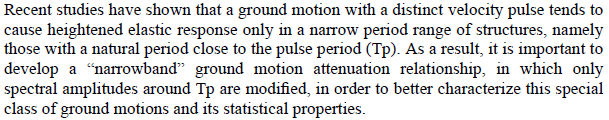 Recent studies have shown that a ground motion with a distinct velocity pulse tends to
cause heightened elastic response only in a narrow period range of structures, namely
those with a natural period close to the pulse period (Tp). As a result, it is important to
develop a “narrowband” ground motion attenuation relationship, in which only
spectral amplitudes around Tp are modified, in order to better characterize this special
class of ground motions and its statistical properties.